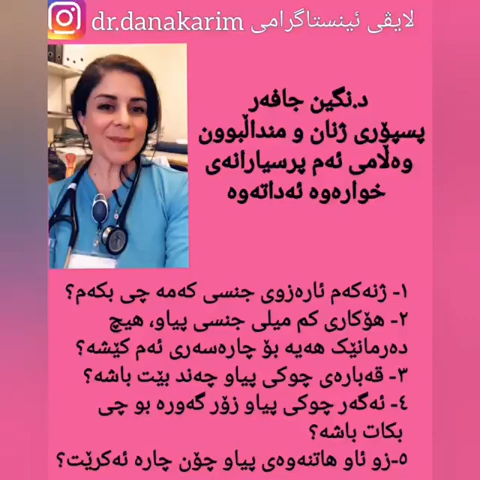 لایڤی ئینستاگرامی dr.danakarim
د.نگین جافەر
پسپۆری ژنان و منداڵبوون
وەڵامی ئەم پرسیارانەی
خوارەوە ئەداتەوە
١- ژنەکەم ئارەزوی جنسی کەمە چی بکەم؟
٢- هۆکاری کم میلی جنسی پیاو، هیچ
دەرمانێک هەیە بۆ چارەسەری ئەم کێشە؟
٣- قەبارەی چوکی پیاو چەند بێت باشە؟
٤- ئەگەر چوکی پیاو زۆر گەورە بو چی
بکات باشە؟
٥-زو ئاو هاتنەوەی پیاو چۆن چارە ئەکرێت؟